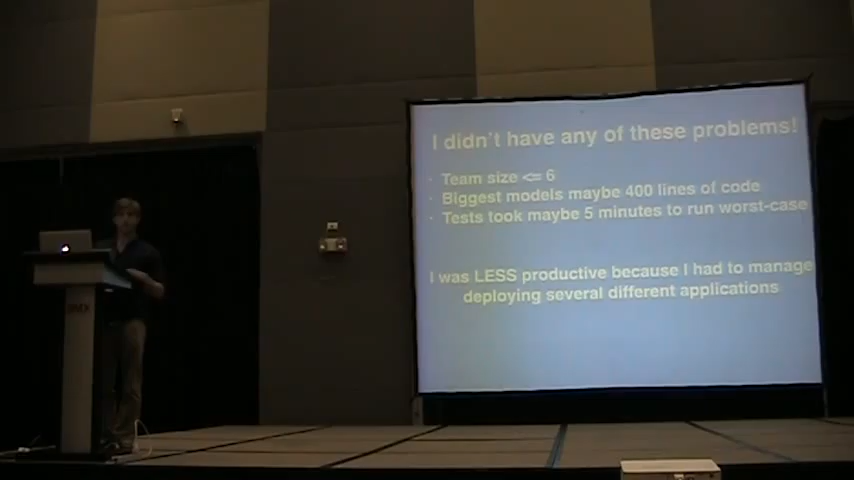 I didn't have any of these problems!
· Team size <= 6
· Biggest models maybe 400 lines of code
· Tests took maybe 5 minutes to run worst-case
I was LESS productive because I had to manage
deploying several different applications